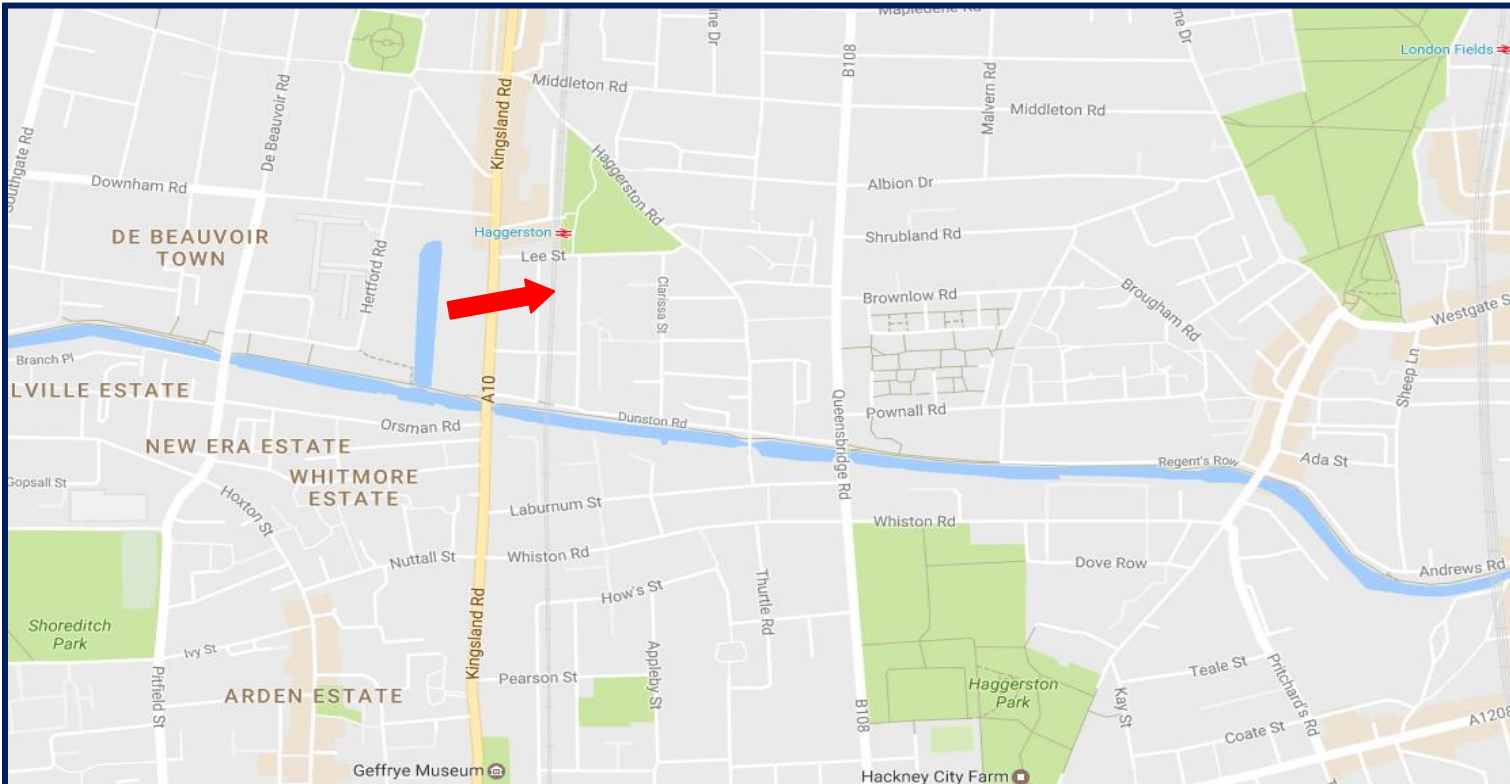 Mapledene Rd
B108
London Fields
Kingsland Rd
Middleton Rd
Malvern Rd
Middleton Rd
De Beauvoir Rd
Southgate Rd
Haggerston Rd
Downham Rd
Albion Dr
DE BEAUVOIR
TOWN
Haggerston
Shrubland Rd
Hertford Rd
Lee St
Clarissa St
Brownlow Rd
Brougham Rd
Westgate S
Branch Pl
LVILLE ESTATE
A10
Sheep Ln
Dunston Rd
Queensbridge Rd
Pownall Rd
Orsman Rd
NEW ERA ESTATE
Regent's Row
Ada St
WHITMORE
ESTATE
Gopsall St
Hoxton St
Laburnum St
Whiston Rd
Nuttall St
Whiston Rd
Dove Row
Andrews Rd
How's St
Thurtle Rd
Kingsland Rd
Shoreditch
Park
Ivy St
Appleby St
Pearson St
Teale St
Pritchard's Rd
Haggerston
Park
ARDEN ESTATE
Pitfield St
Kay St
B108
A1208
Coate St
Geffrye Museum
Hackney City Farm